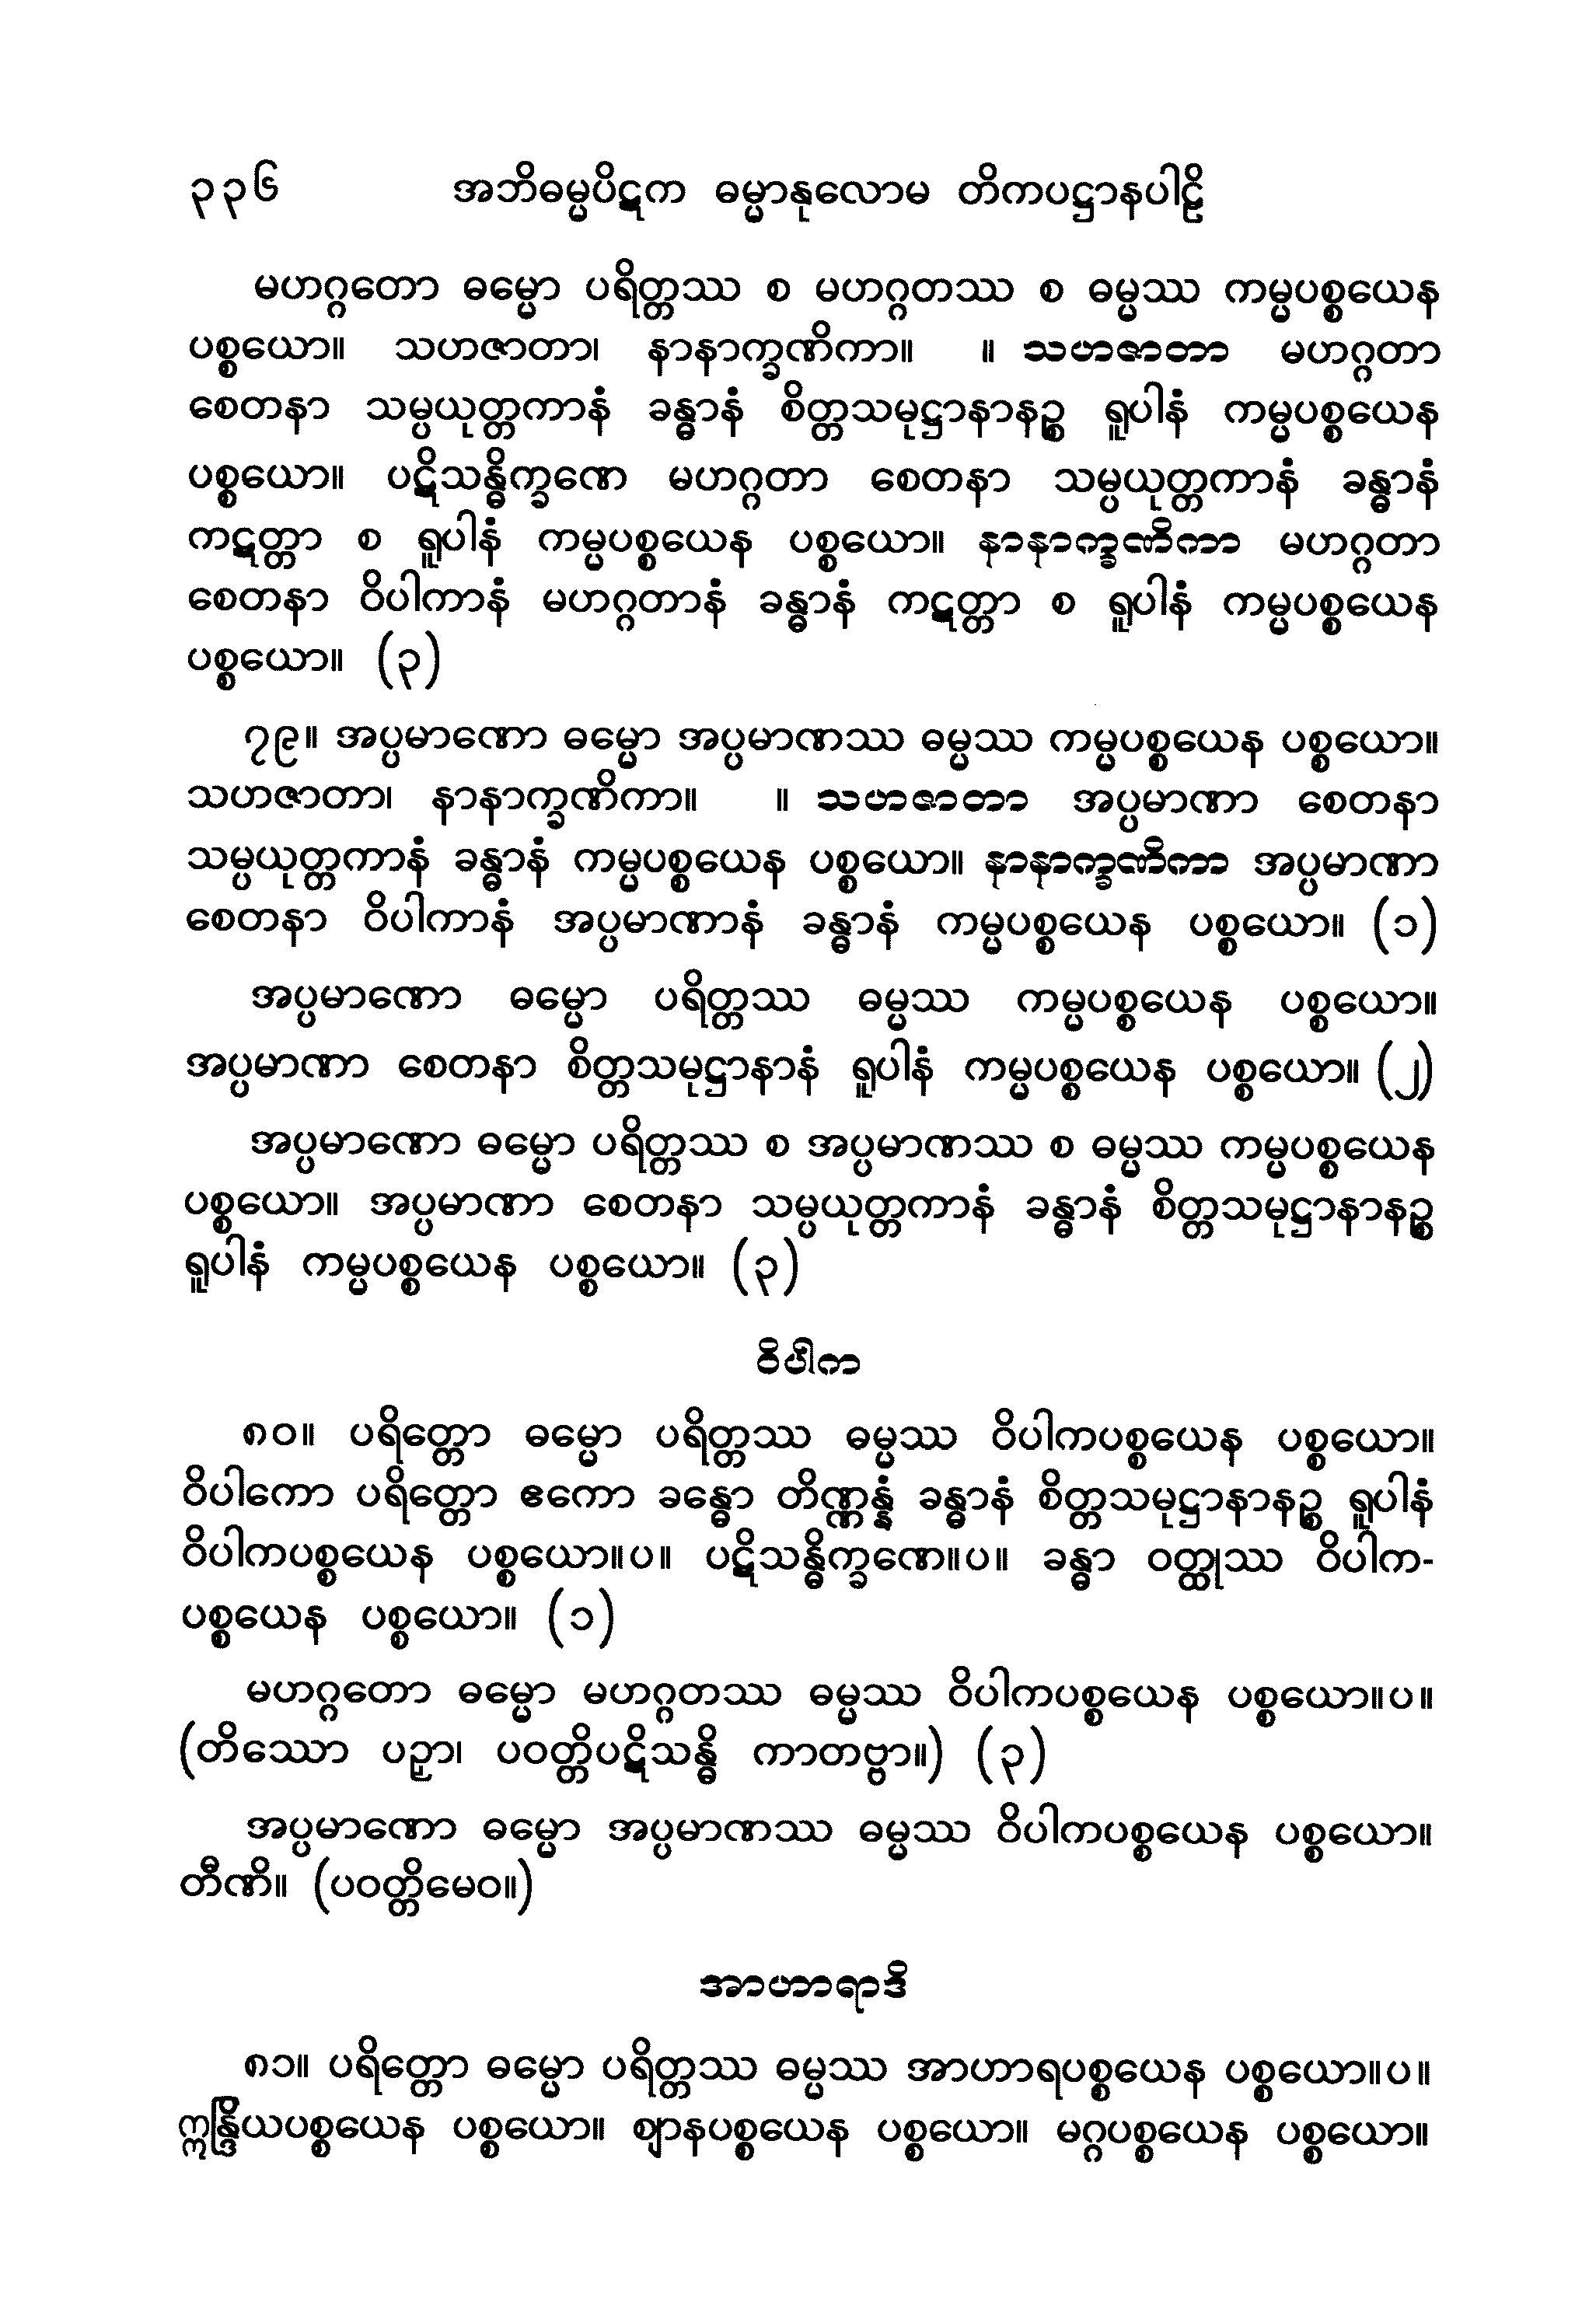 ၃၃၆ အဘိဓမ္မပိဋက ဓမ္မာနုလောမ တိကပဋ္ဌာနပါဠိ
မဟဂ္ဂတော ဓမ္မော ပရိတ္တဿ စ မဟဂ္ဂတဿ စ ဓမ္မဿ ကမ္မပစ္စယေန
ပစ္စယော။ သဟဇာတာ၊ နာနာက္ခဏိကာ။ ။ သဟဇာတာ မဟဂ္ဂတာ
စေတနာ သမ္ပယုတ္တကာနံ ခန္ဓာနံ စိတ္တသမုဋ္ဌာနာနဉ္စ ရူပါနံ ကမ္မပစ္စယေန
ပစ္စယော။ ပဋိသန္ဓိက္ခဏေ မဟဂ္ဂတာ စေတနာ သမ္ပယုတ္တကာနံ ခန္ဓာနံ
ကဋတ္တာ စ ရူပါနံ ကမ္မပစ္စယေန ပစ္စယော။ နာနာက္ခဏိကာ မဟဂ္ဂတာ
စေတနာ ဝိပါကာနံ မဟဂ္ဂတာနံ ခန္ဓာနံ ကဋတ္တာ စ ရူပါနံ ကမ္မပစ္စယေန
ပစ္စယော။ (၃)
၇၉။ အပ္ပမာဏော ဓမ္မော အပ္ပမာဏဿ ဓမ္မဿ ကမ္မပစ္စယေန ပစ္စယော။
သဟဇာတာ၊ နာနာက္ခဏိကာ။ ။ သဟဇာတာ အပ္ပမာဏာ စေတနာ
သမ္ပယုတ္တကာနံ ခန္ဓာနံ ကမ္မပစ္စယေန ပစ္စယော။ နာနာက္ခဏိကာ အပ္ပမာဏာ
စေတနာ ဝိပါကာနံ အပ္ပမာဏာနံ ခန္ဓာနံ ကမ္မပစ္စယေန ပစ္စယော။ (၁)
အပ္ပမာဏော ဓမ္မော ပရိတ္တဿ ဓမ္မဿ ကမ္မပစ္စယေန ပစ္စယော။
အပ္ပမာဏာ စေတနာ စိတ္တသမုဋ္ဌာနာနံ ရူပါနံ ကမ္မပစ္စယေန ပစ္စယော။ (၂)
အပ္ပမာဏော ဓမ္မော ပရိတ္တဿ စ အပ္ပမာဏဿ စ ဓမ္မဿ ကမ္မပစ္စယေန
ပစ္စယော။ အပ္ပမာဏာ စေတနာ သမ္ပယုတ္တကာနံ ခန္ဓာနံ စိတ္တသမုဋ္ဌာနာနဉ္စ
ရူပါနံ ကမ္မပစ္စယေန ပစ္စယော။ (၃)
ဝိပါက
၈၀။ ပရိတ္တော ဓမ္မော ပရိတ္တဿ ဓမ္မဿ ဝိပါကပစ္စယေန ပစ္စယော။
ဝိပါကော ပရိတ္တော ဧကော ခန္ဓော တိဏ္ဏန္နံ ခန္ဓာနံ စိတ္တသမုဋ္ဌာနာနဉ္စ ရူပါနံ
ဝိပါကပစ္စယေန ပစ္စယော။ပ။ ပဋိသန္ဓိက္ခဏေ။ပ။ ခန္ဓာ ဝတ္ထုဿ ဝိပါက-
ပစ္စယေန ပစ္စယော။ (၁)
မဟဂ္ဂတော ဓမ္မော မဟဂ္ဂတဿ ဓမ္မဿ ဝိပါကပစ္စယေန ပစ္စယော။ပ။
(တိဿော ပဉှာ၊ ပဝတ္တိပဋိသန္ဓိ ကာတဗ္ဗာ။) (၃)
အပ္ပမာဏော ဓမ္မော အပ္ပမာဏဿ ဓမ္မဿ ဝိပါကပစ္စယေန ပစ္စယော။
တီဏိ။ (ပဝတ္တိမေဝ။)
အာဟာရာဒိ
၈၁။ ပရိတ္တော ဓမ္မော ပရိတ္တဿ ဓမ္မဿ အာဟာရပစ္စယေန ပစ္စယော။ပ။
ဣန္ဒြိယပစ္စယေန ပစ္စယော။ ဈာနပစ္စယေန ပစ္စယော။ မဂ္ဂပစ္စယေန ပစ္စယော။